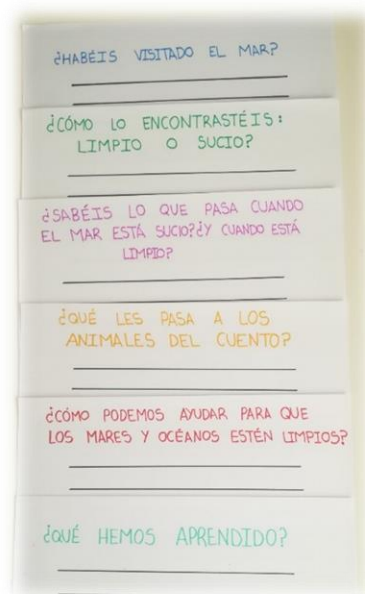 ¿HABÉIS VISITADO EL MAR?
¿CÓMO LO ENCONTRASTÉIS:
LIMPIO O SUCIO?
¿SABÉIS LO QUE PASA CUANDO
EL MAR ESTÁ SUCIO?¿Y CUANDO ESTÁ
LIMPIO?
¿QUÉ LES PASA A LOS
ANIMALES DEL CUENTO?
¿CÓMO PODEMOS AYUDAR PARA QUE
LOS MARES Y OCÉANOS ESTÉN LIMPIOS?
¿QUÉ HEMOS APRENDIDO?